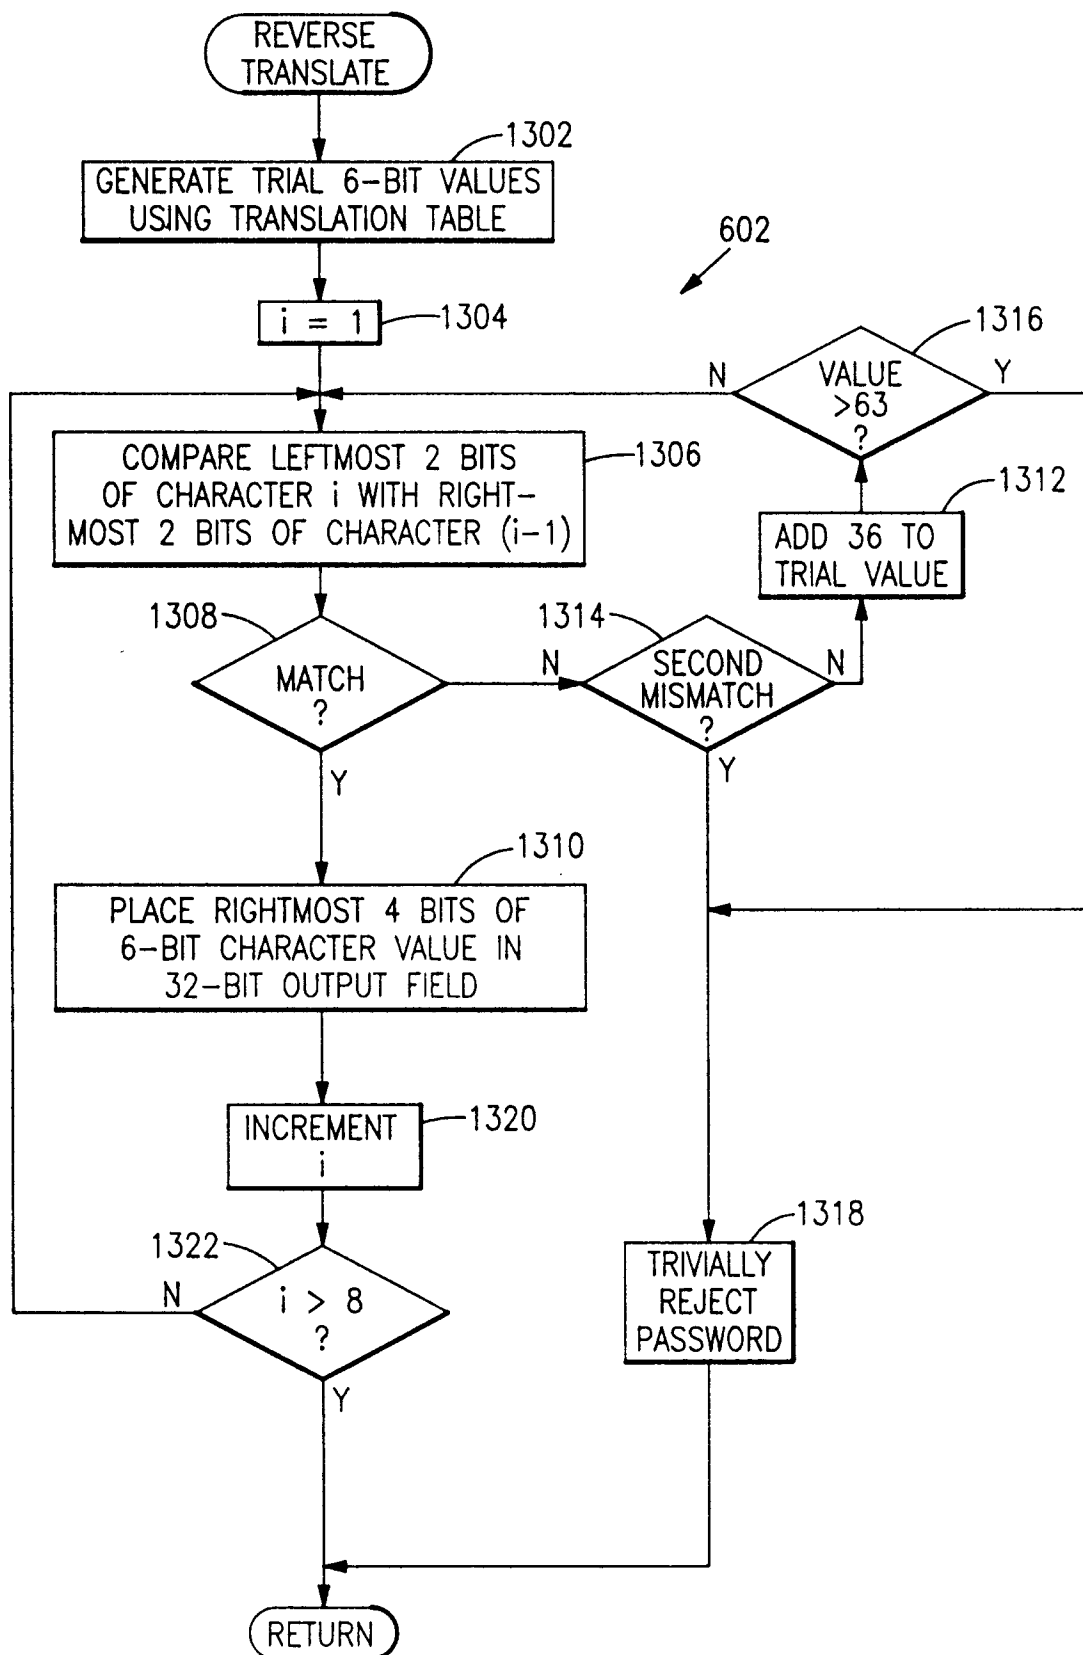 REVERSE
TRANSLATE
1302
GENERATE TRIAL 6-BIT VALUES
USING TRANSLATION TABLE
602
i = 1
1304
1316
N
VALUE
>63
?
Y
COMPARE LEFTMOST 2 BITS
OF CHARACTER i WITH RIGHT-
MOST 2 BITS OF CHARACTER (i-1)
1306
1312
ADD 36 TO
TRIAL VALUE
1308
MATCH
?
N
Y
1314
SECOND
MISMATCH
?
N
Y
1310
PLACE RIGHTMOST 4 BITS OF
6-BIT CHARACTER VALUE IN
32-BIT OUTPUT FIELD
INCREMENT
i
1320
1322
N
i > 8
?
Y
1318
TRIVIALLY
REJECT
PASSWORD
RETURN